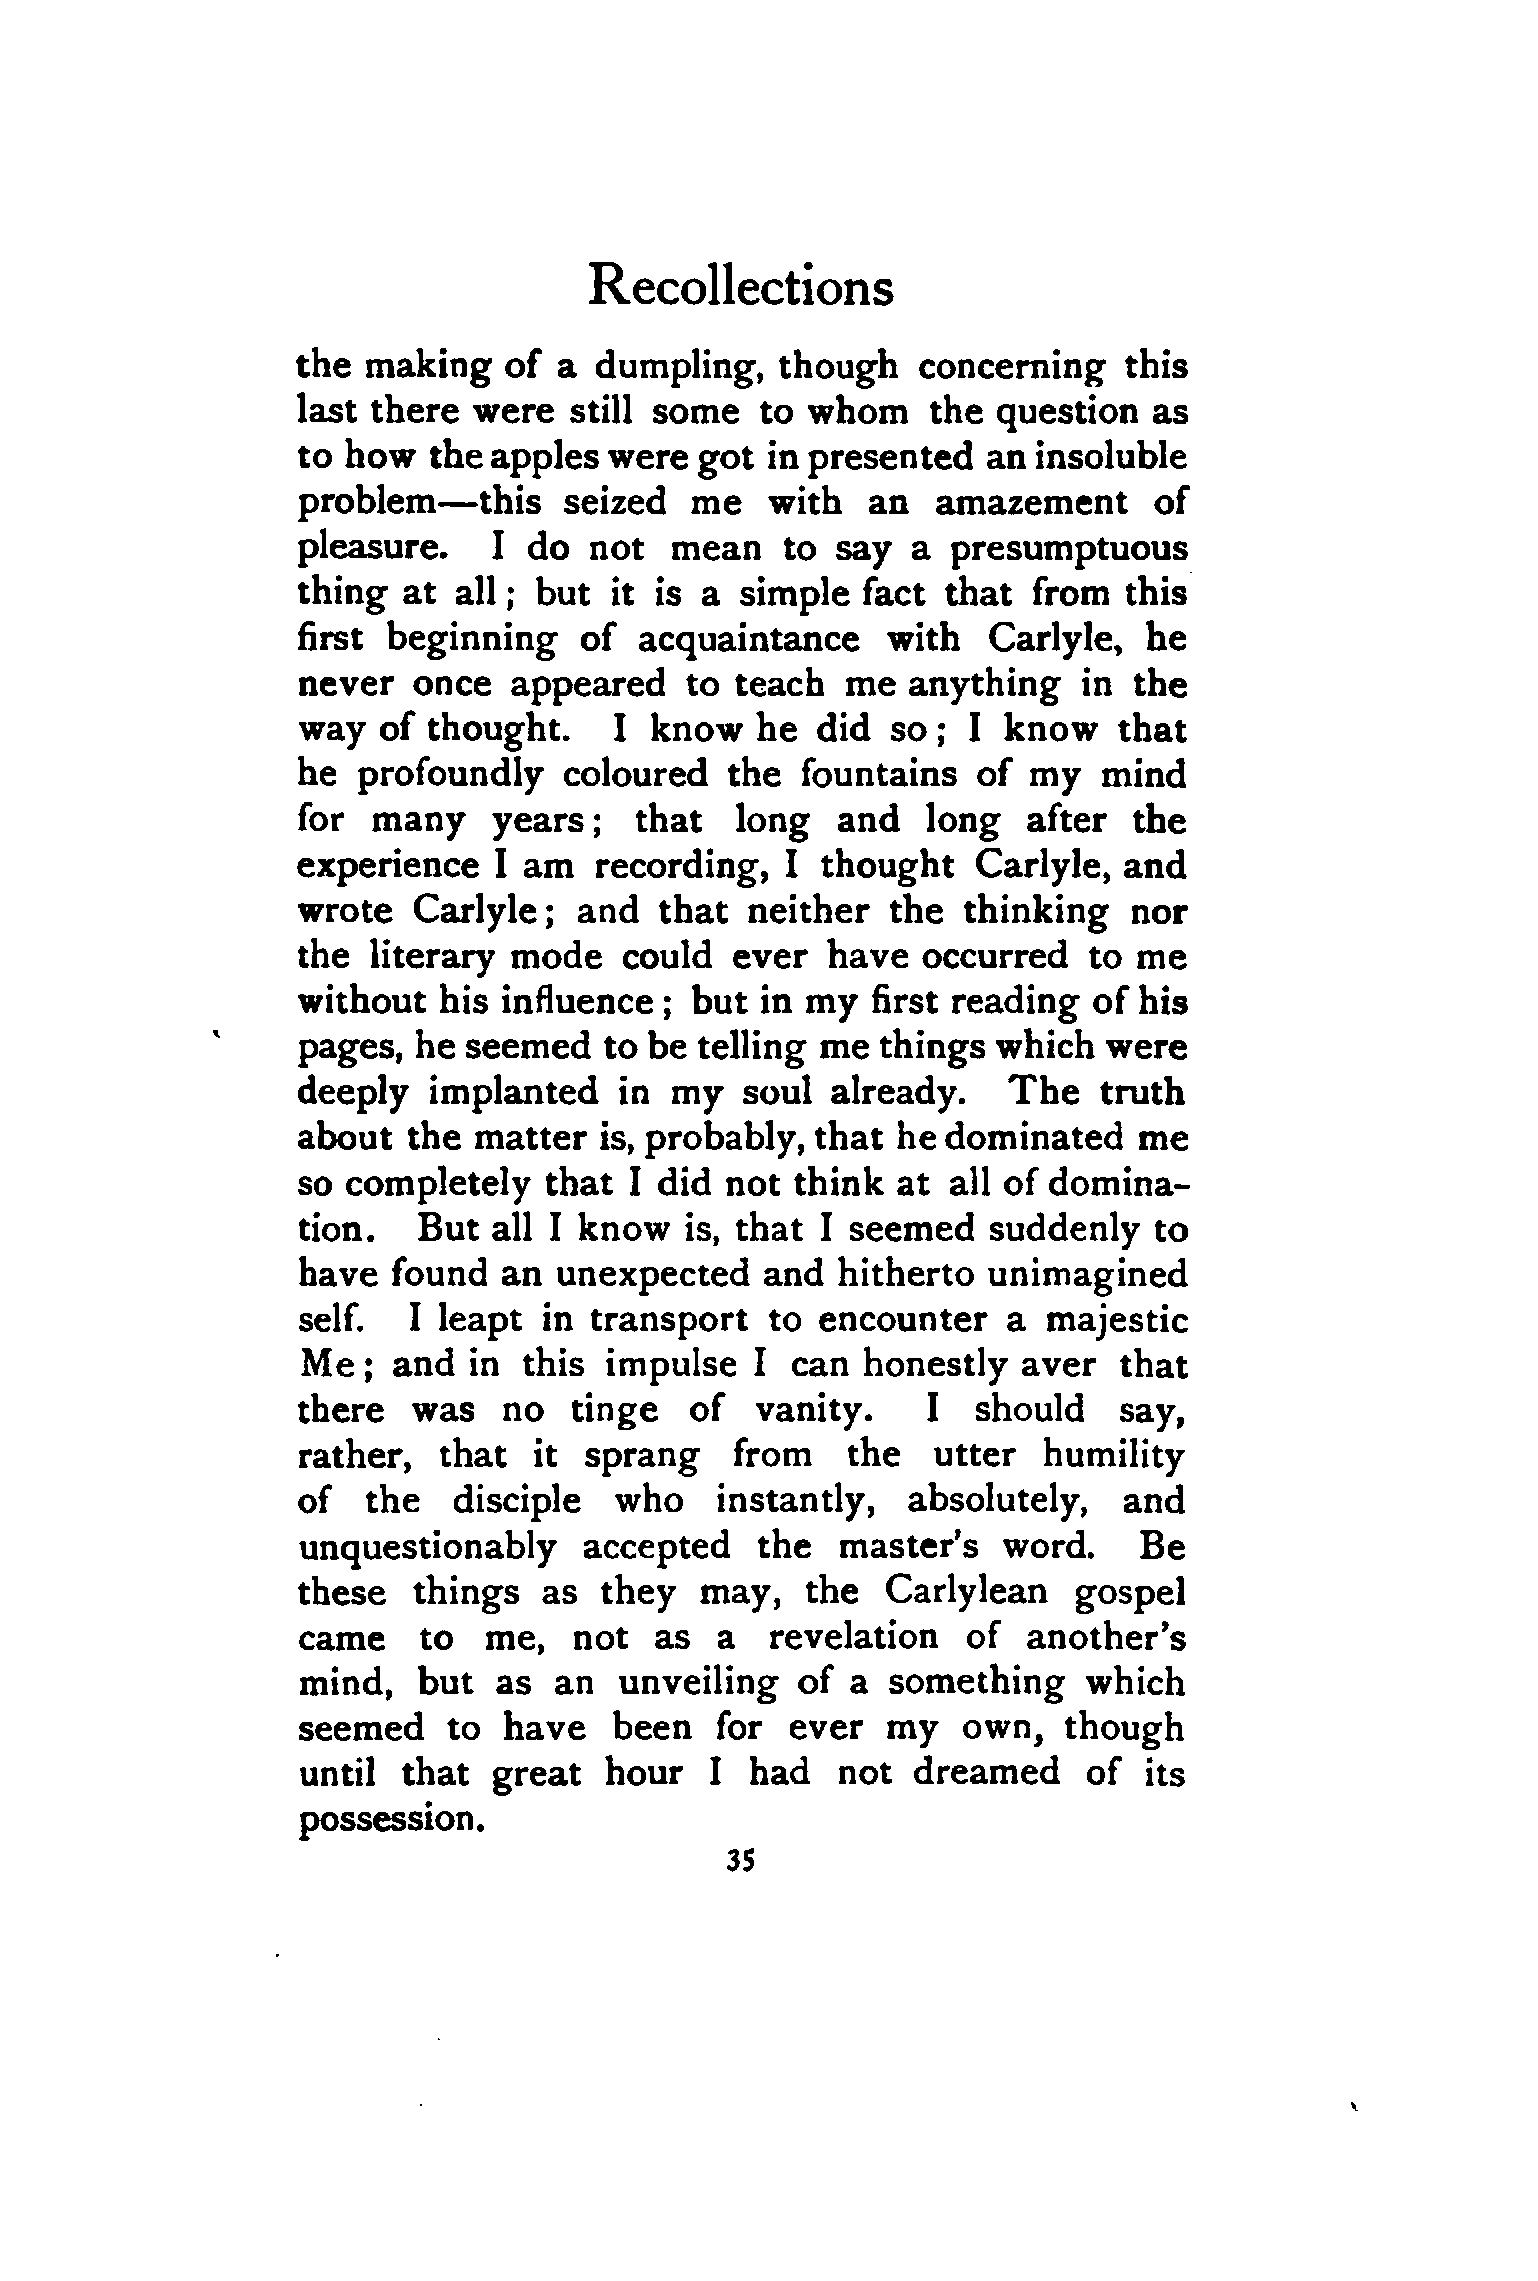 Recollections
the making of a dumpling, though concerning this
last there were still some to whom the question as
to how the apples were got in presented an insoluble
problem—this seized me with an amazement of
pleasure. I do not mean to say a presumptuous
thing at all; but it is a simple fact that from this
first beginning of acquaintance with Carlyle, he
never once appeared to teach me anything in the
way of thought. I know he did so; I know that
he profoundly coloured the fountains of my mind
for many years; that long and long after the
experience I am recording, I thought Carlyle, and
wrote Carlyle; and that neither the thinking nor
the literary mode could ever have occurred to me
without his influence; but in my first reading of his
pages, he seemed to be telling me things which were
deeply implanted in my soul already. The truth
about the matter is, probably, that he dominated me
so completely that I did not think at all of domina-
tion. But all I know is, that I seemed suddenly to
have found an unexpected and hitherto unimagined
self. I leapt in transport to encounter a majestic
Me; and in this impulse I can honestly aver that
there was no tinge of vanity. I should say,
rather, that it sprang from the utter humility
of the disciple who instantly, absolutely, and
unquestionably accepted the master's word. Be
these things as they may, the Carlylean gospel
came to me, not as a revelation of another's
mind, but as an unveiling of a something which
seemed to have been for ever my own, though
until that great hour I had not dreamed of its
possession.
35